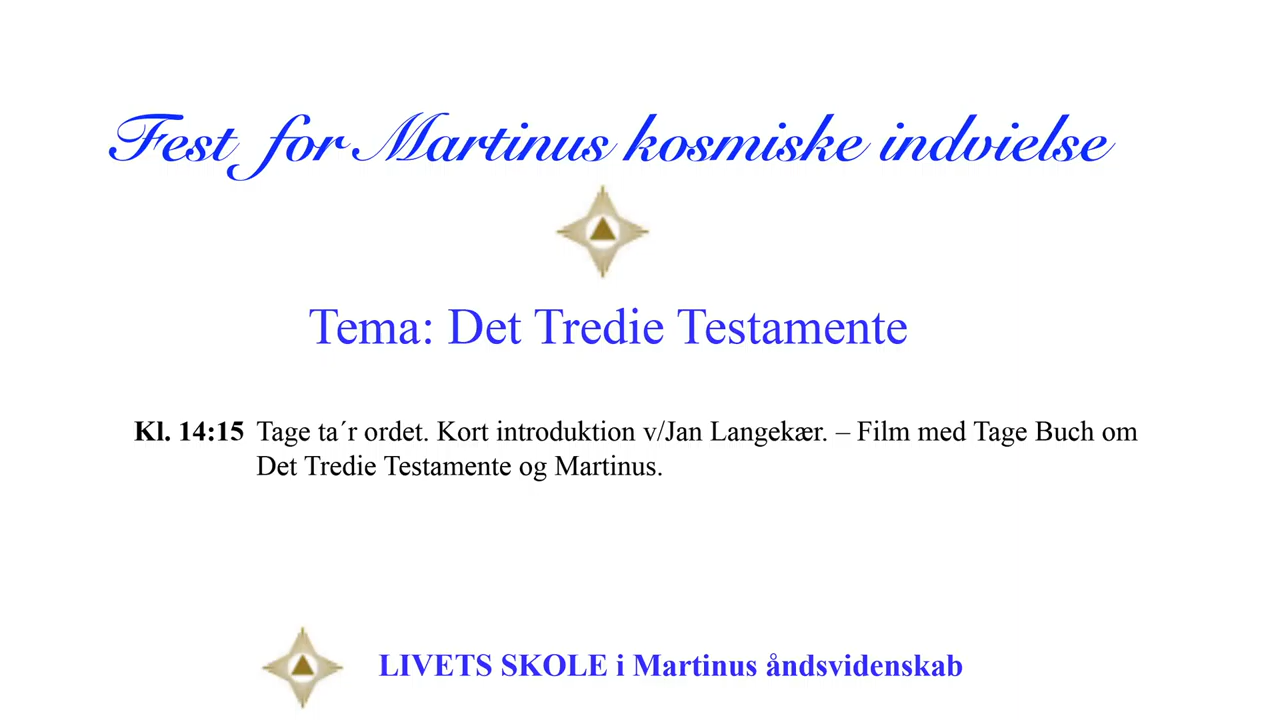 Fest for Martinus kosmiske indvielse
Tema: Det Tredie Testamente
Kl. 14:15 Tage ta´r ordet. Kort introduktion v/Jan Langekær. – Film med Tage Buch om
Det Tredie Testamente og Martinus.
LIVETS SKOLE i Martinus åndsvidenskab